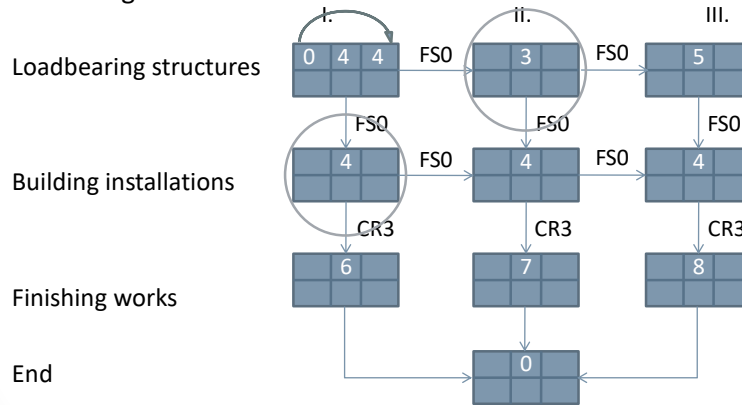 I. ii. III.
Loadbearing structures 0 4 4 FS0 3 FS0 5
FS0 FS0 FS0
Building installations 4 FS0 4 FS0 4
CR3 CR3 CR3
Finishing works 6 7 8
End 0